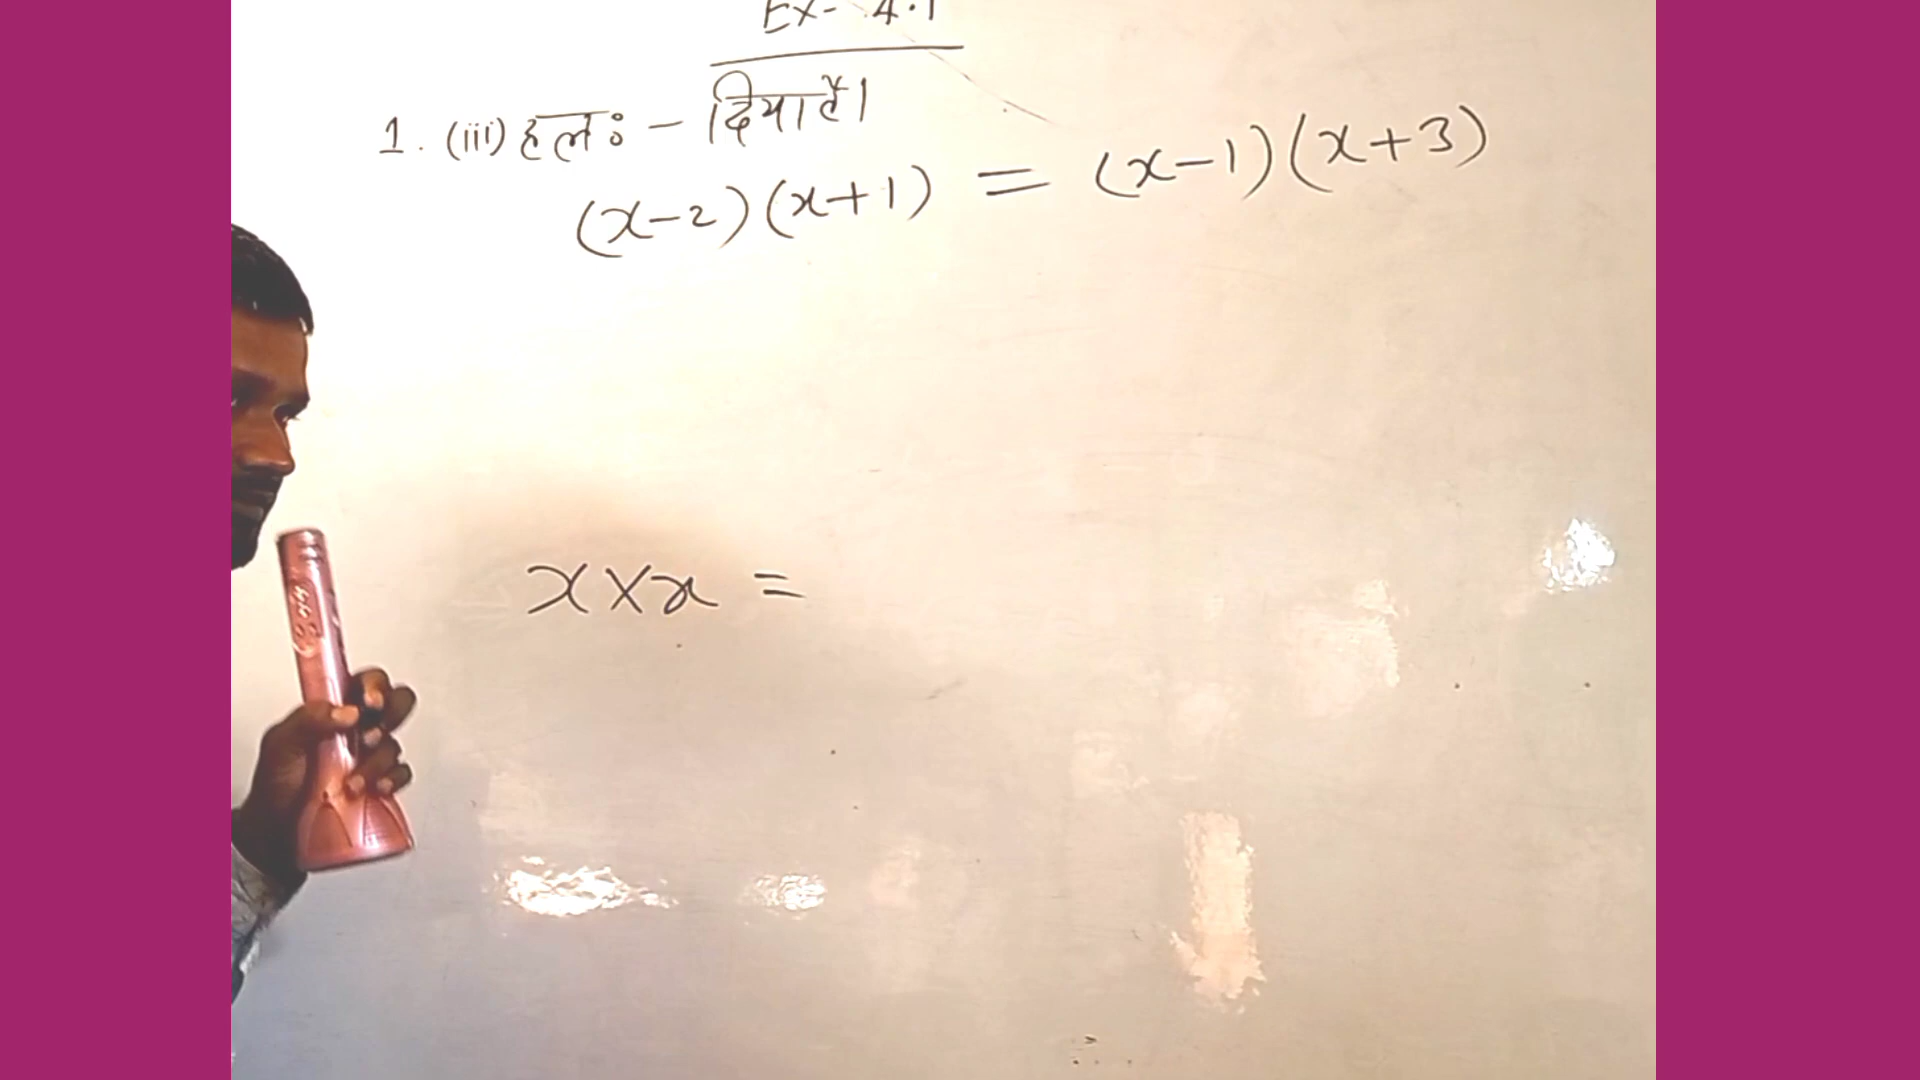 Ex- 4.1
1. (iii) हलः - दिया है।
(x-2)(x+1) = (x-1)(x+3)
x×x =